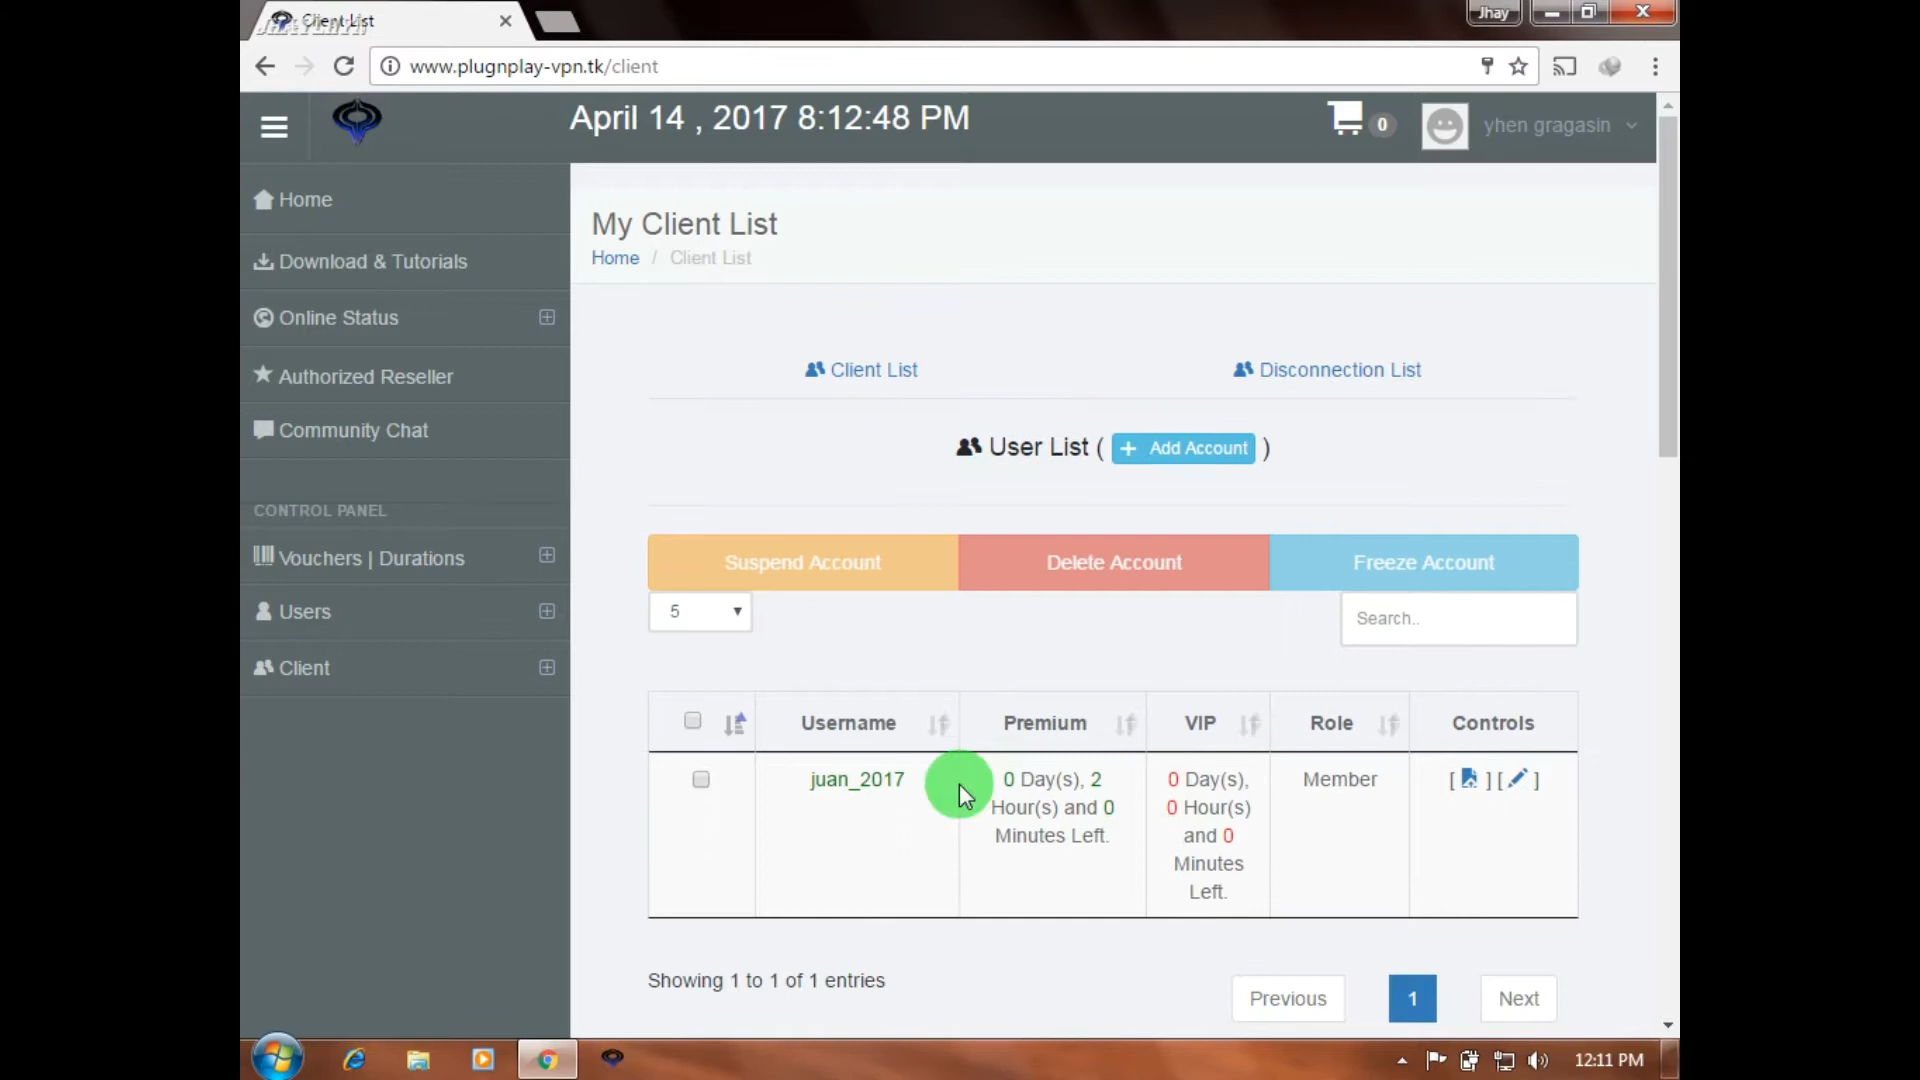 Client List
Jhay
www.plugnplay-vpn.tk/client
April 14 , 2017 8:12:48 PM
0
yhen gragasin
Home
Download & Tutorials
Online Status
Authorized Reseller
Community Chat
CONTROL PANEL
Vouchers | Durations
Users
Client
My Client List
Home / Client List
Client List
Disconnection List
User List ( + Add Account )
Suspend Account
Delete Account
Freeze Account
5
Search..
Username
Premium
VIP
Role
Controls
juan_2017
0 Day(s), 2
Hour(s) and 0
Minutes Left.
0 Day(s),
0 Hour(s)
and 0
Minutes
Left.
Member
[ ] [ ]
Showing 1 to 1 of 1 entries
Previous
1
Next
12:11 PM